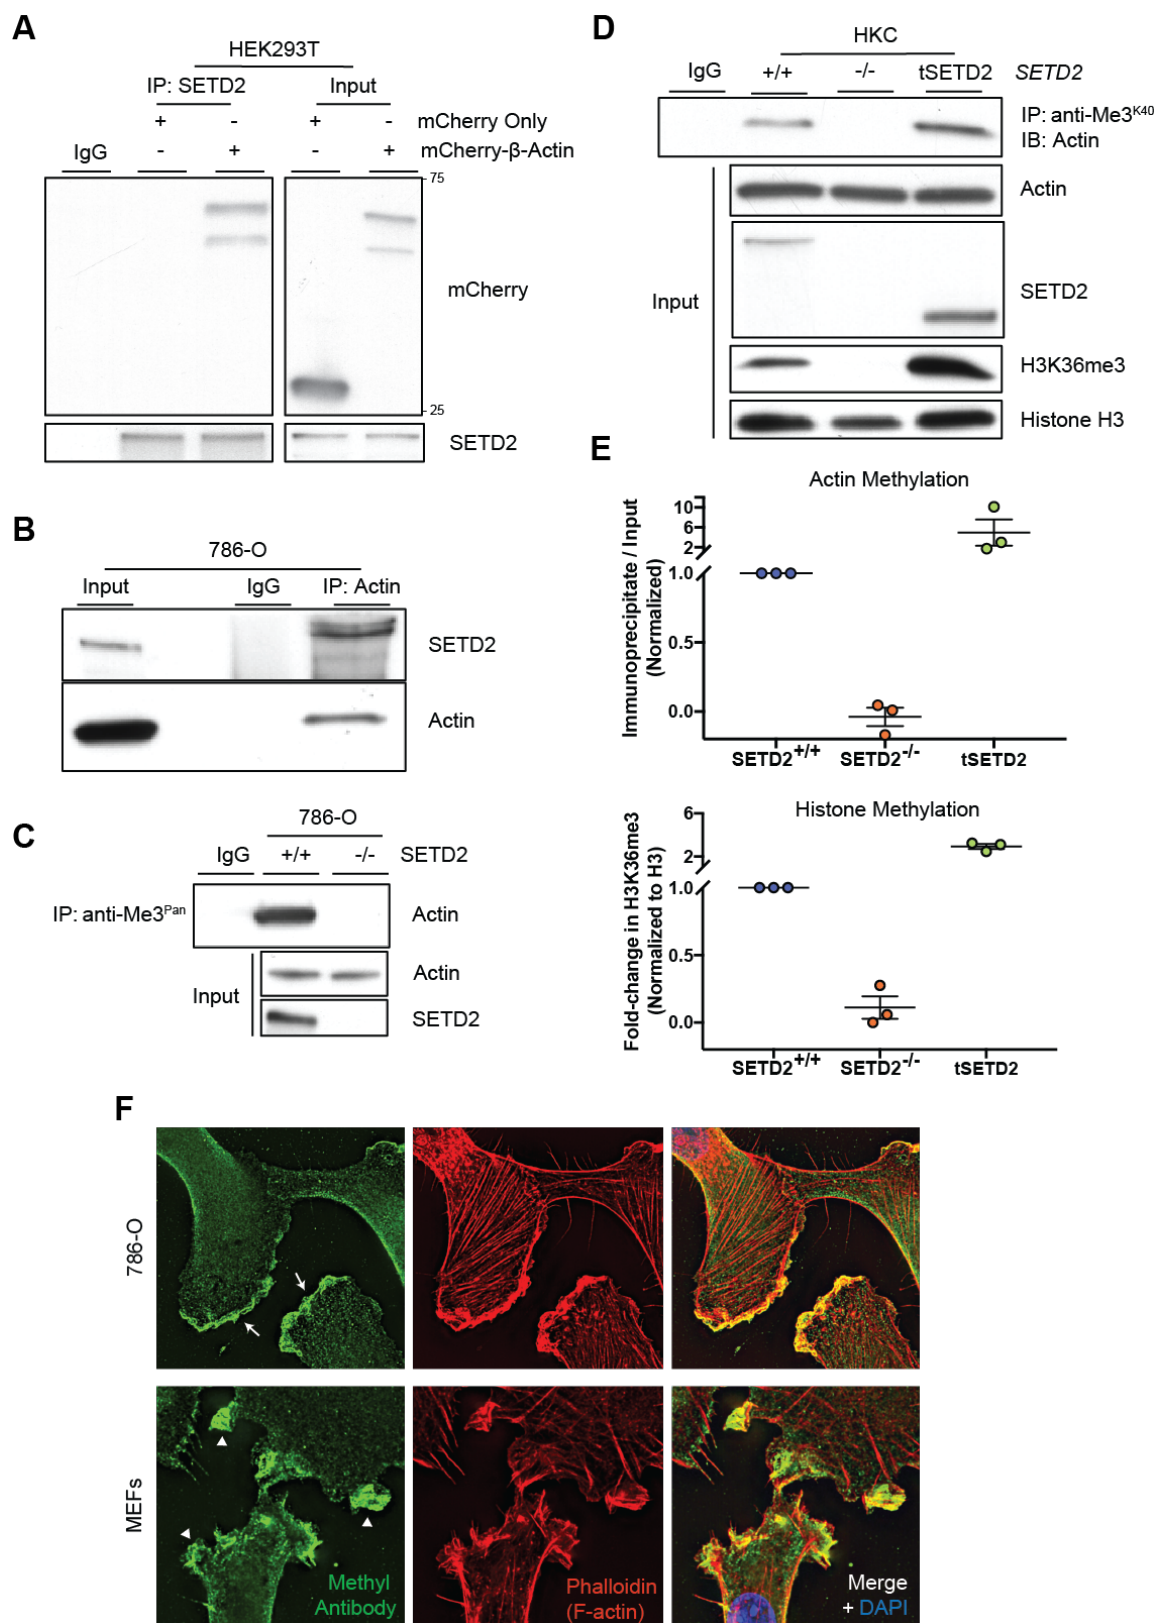 A
HEK293T
IP: SETD2 Input
+ - + - mCherry Only
IgG - + - + mCherry-β-Actin
75
mCherry
25
SETD2
B
786-O
Input IgG IP: Actin
SETD2
Actin
C
786-O
IgG +/+ -/- SETD2
IP: anti-Me3Pan Actin
Input
Actin
SETD2
D
HKC
IgG +/+ -/- tSETD2 SETD2
IP: anti-Me3K40
IB: Actin
Input
Actin
SETD2
H3K36me3
Histone H3
E
Actin Methylation
Immunoprecipitate / Input
(Normalized)
10
6
2
1.0
0.5
0.0
SETD2+/+ SETD2-/- tSETD2
Histone Methylation
Fold-change in H3K36me3
(Normalized to H3)
6
2
1.0
0.5
0.0
SETD2+/+ SETD2-/- tSETD2
F
786-O
MEFs
Methyl
Antibody
Phalloidin
(F-actin)
Merge
+ DAPI